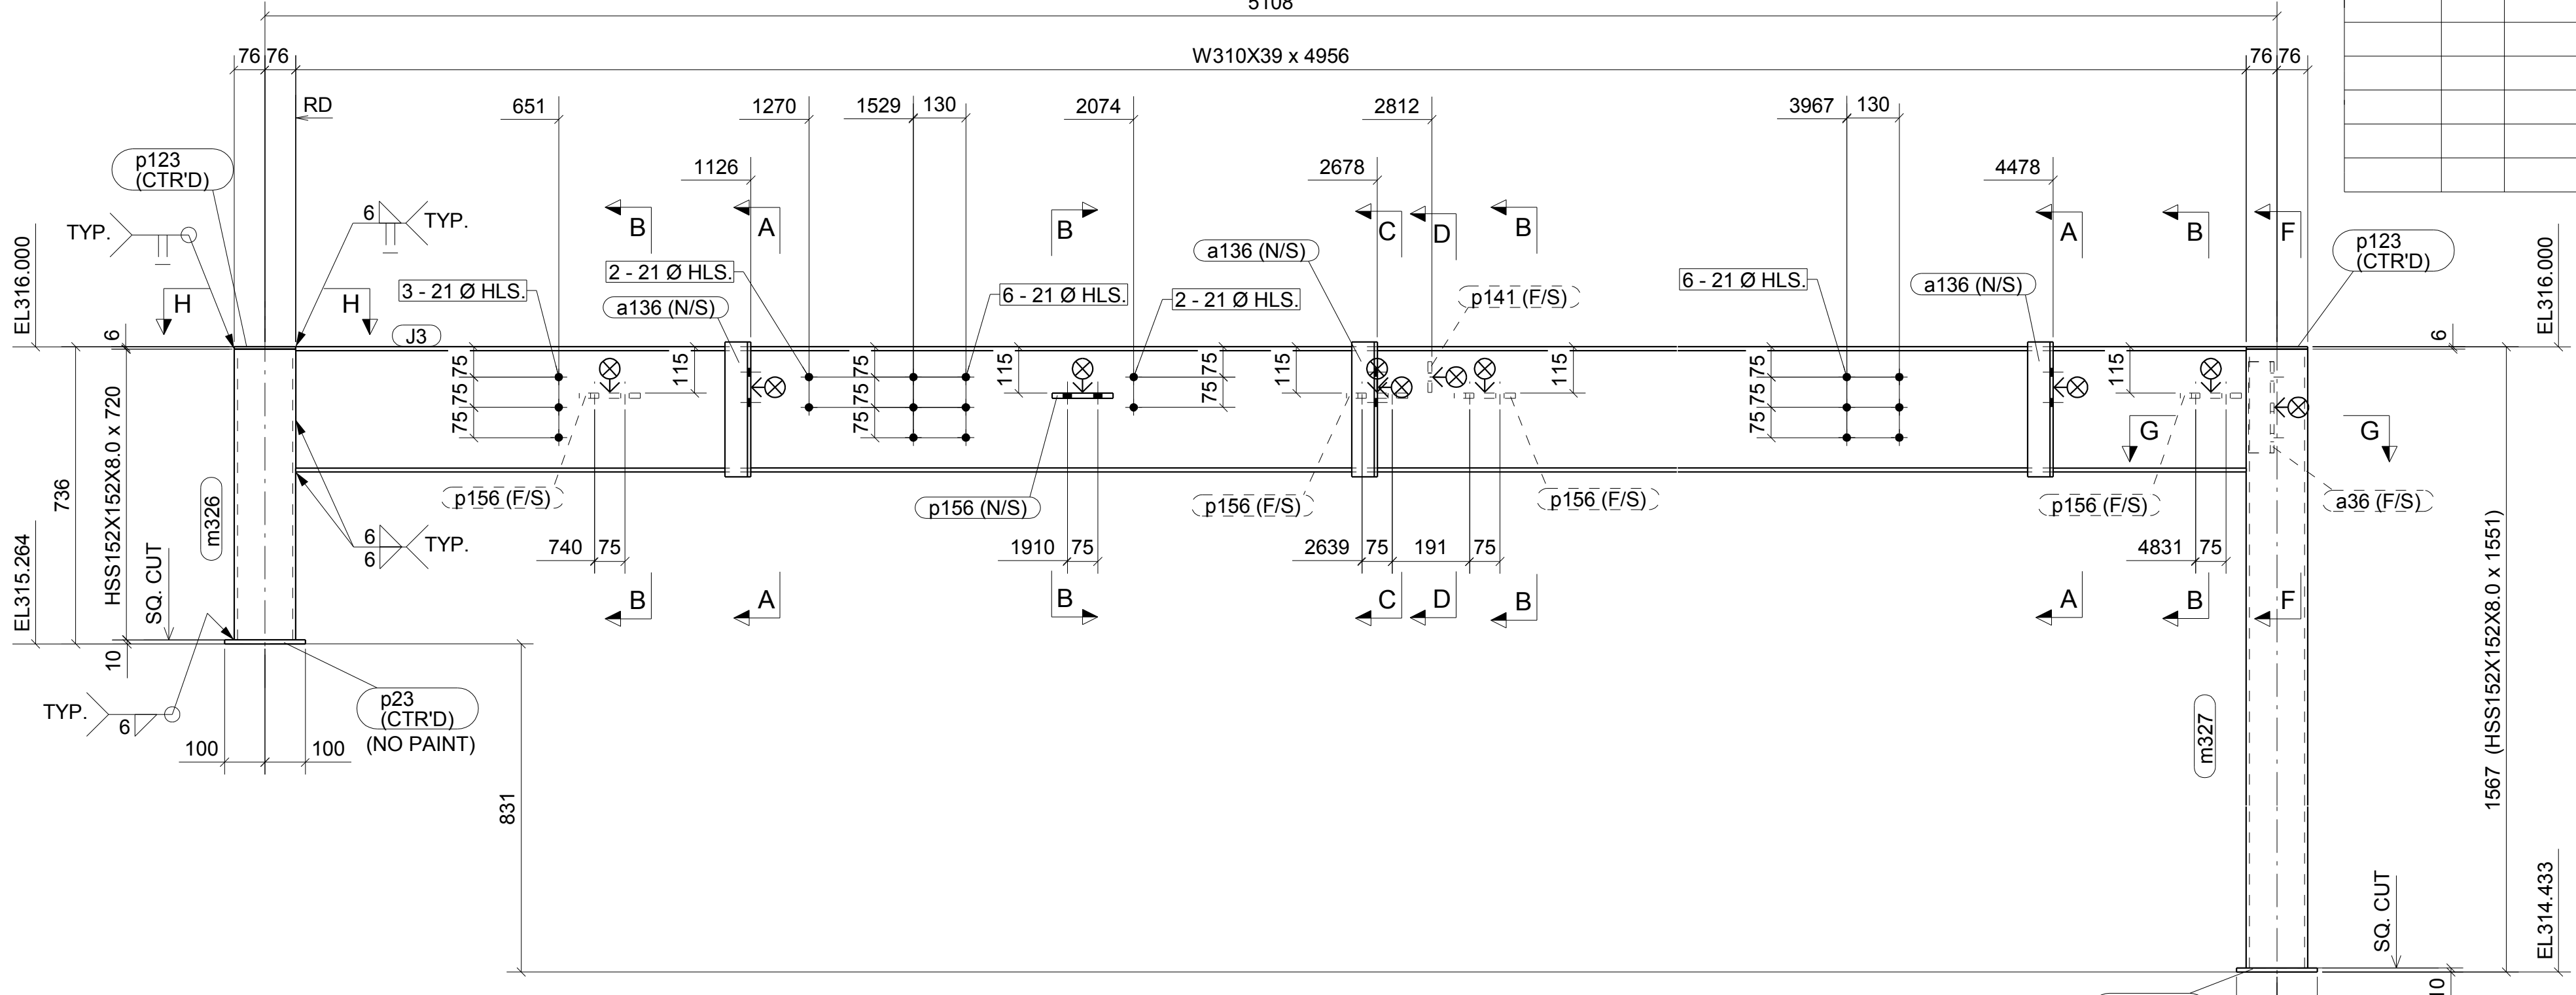 5108
76
76
W310X39 x 4956
76
76
RD
651
1270
1529
130
2074
2812
3967
130
1126
2678
4478
p123
(CTR'D)
TYP.
6
TYP.
B
A
B
C
D
B
A
B
F
p123
(CTR'D)
EL316.000
H
H
3 - 21 Ø HLS.
2 - 21 Ø HLS.
a136 (N/S)
6 - 21 Ø HLS.
2 - 21 Ø HLS.
a136 (N/S)
p141 (F/S)
6 - 21 Ø HLS.
a136 (N/S)
EL316.000
6
J3
6
75
75
75
115
75
75
75
115
75
75
115
115
75
75
75
115
736
HSS152X152X8.0 x 720
m326
p156 (F/S)
p156 (N/S)
p156 (F/S)
p156 (F/S)
p156 (F/S)
G
G
a36 (F/S)
EL315.264
SQ. CUT
6
6
TYP.
740
75
1910
75
2639
75
191
75
4831
75
B
A
B
C
D
B
A
B
F
10
TYP.
6
p23
(CTR'D)
(NO PAINT)
100
100
831
m327
1567 (HSS152X152X8.0 x 1551)
SQ. CUT
EL314.433
10